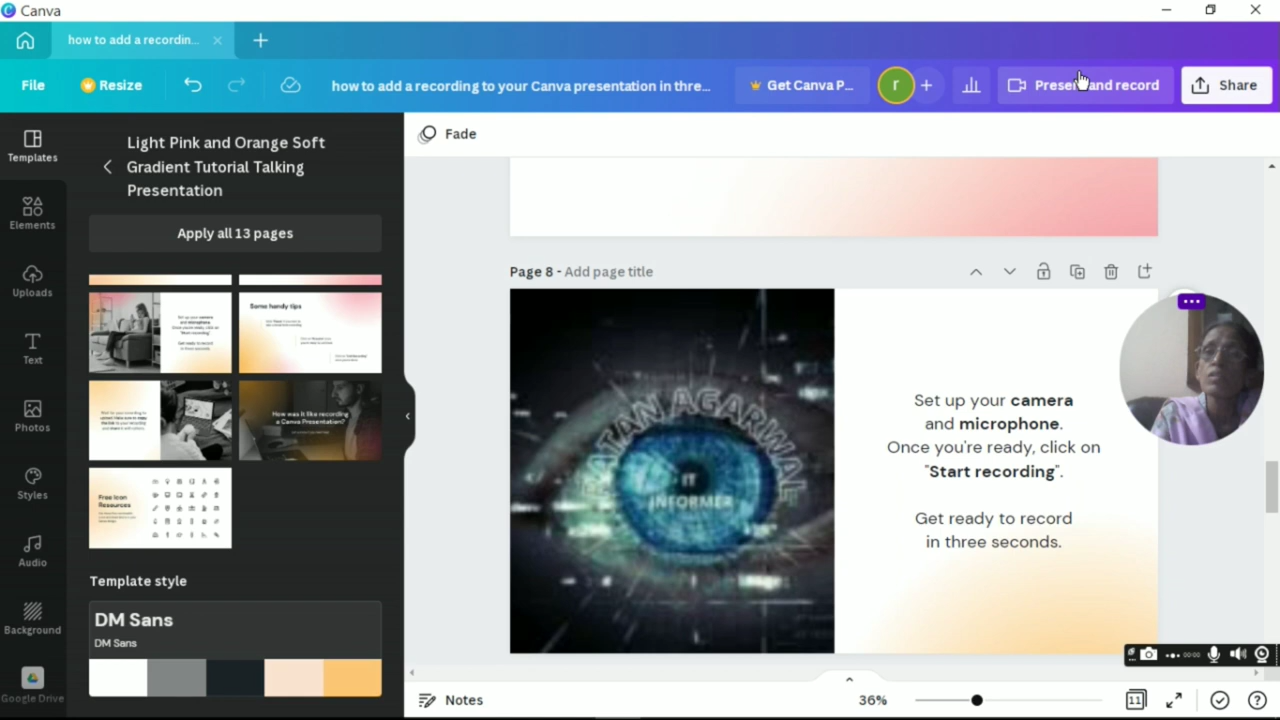 Canva
how to add a recordin...
File
Resize
how to add a recording to your Canva presentation in thre...
Get Canva P...
r
Present and record
Share
Templates
Elements
Uploads
Text
Photos
Styles
Audio
Background
Google Drive
Light Pink and Orange Soft
Gradient Tutorial Talking
Presentation
Apply all 13 pages
Some handy tips
How was it like recording
a Canva Presentation?
Free Icon
Resources
Template style
DM Sans
DM Sans
Fade
Page 8 - Add page title
IT
INFORMER
Set up your camera
and microphone.
Once you're ready, click on
"Start recording".
Get ready to record
in three seconds.
00:00
Notes
36%
11